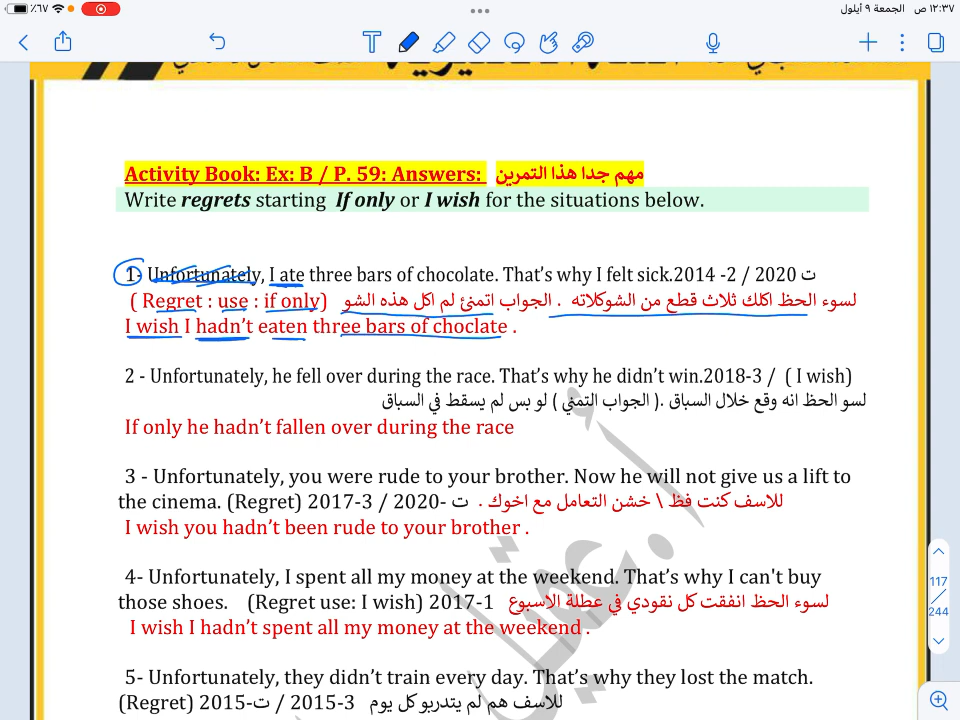 ١٢:٣٧ ص الجمعة ٩ أيلول
٪٦٧
Activity Book: Ex: B / P. 59: Answers: مهم جدا هذا التمرين
Write regrets starting If only or I wish for the situations below.
1- Unfortunately, I ate three bars of chocolate. That's why I felt sick.2014 -2 / 2020 ت
( Regret : use : if only) لسوء الحظ اكلك ثلاث قطع من الشوكلاته . الجواب اتمنئ لم اكل هذه الشو
I wish I hadn't eaten three bars of choclate .
2 - Unfortunately, he fell over during the race. That's why he didn't win.2018-3 / ( I wish)
لسو الحظ انه وقع خلال السباق .( الجواب التمني ) لو بس لم يسقط في السباق
If only he hadn't fallen over during the race
3 - Unfortunately, you were rude to your brother. Now he will not give us a lift to
the cinema. (Regret) 2017-3 / 2020- ت للاسف كنت فظ \ خشن التعامل مع اخوك .
I wish you hadn't been rude to your brother .
4- Unfortunately, I spent all my money at the weekend. That's why I can't buy
those shoes. (Regret use: I wish) 2017-1 لسوء الحظ انفقت كل نقودي في عطلة الاسبوع
I wish I hadn't spent all my money at the weekend .
5- Unfortunately, they didn't train every day. That's why they lost the match.
(Regret) 2015-ت / 2015-3 للاسف هم لم يتدربو كل يوم
117
244